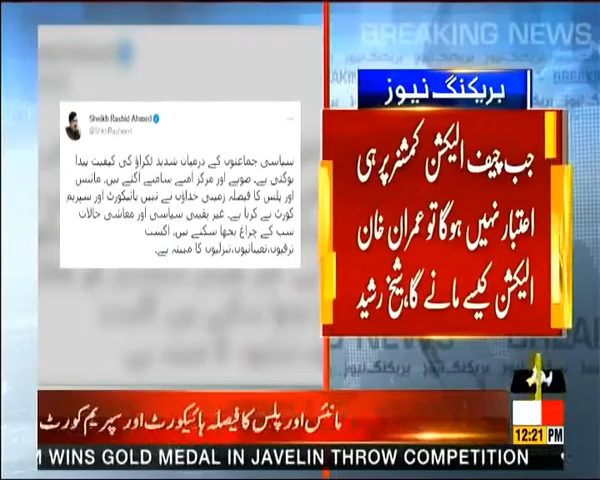 BREAKING NEWS
بریکنگ نیوز
جب چیف الیکشن کمشنر پر ہی
اعتبار نہیں ہوگا تو عمران خان
الیکشن کیسے مانے گا، شیخ رشید
Sheikh Rashid Ahmed
@ShkhRasheed
سیاسی جماعتوں کے درمیان شدید ٹکراؤ کی کیفیت پیدا
ہوگئی ہے۔ صوبے اور مرکز آمنے سامنے آگئے ہیں۔ مائنس
اور پلس کا فیصلہ زمینی خداؤں نے نہیں ہائیکورٹ اور سپریم
کورٹ نے کرنا ہے۔ غیر یقینی سیاسی اور معاشی حالات
سب کے چراغ بجھا سکتے ہیں۔ اگست
ترقیوں،تعیناتیوں،تبدلیوں کا مہینہ ہے۔
مائنس اور پلس کا فیصلہ ہائیکورٹ اور سپریم کورٹ
12:21 PM
M WINS GOLD MEDAL IN JAVELIN THROW COMPETITION